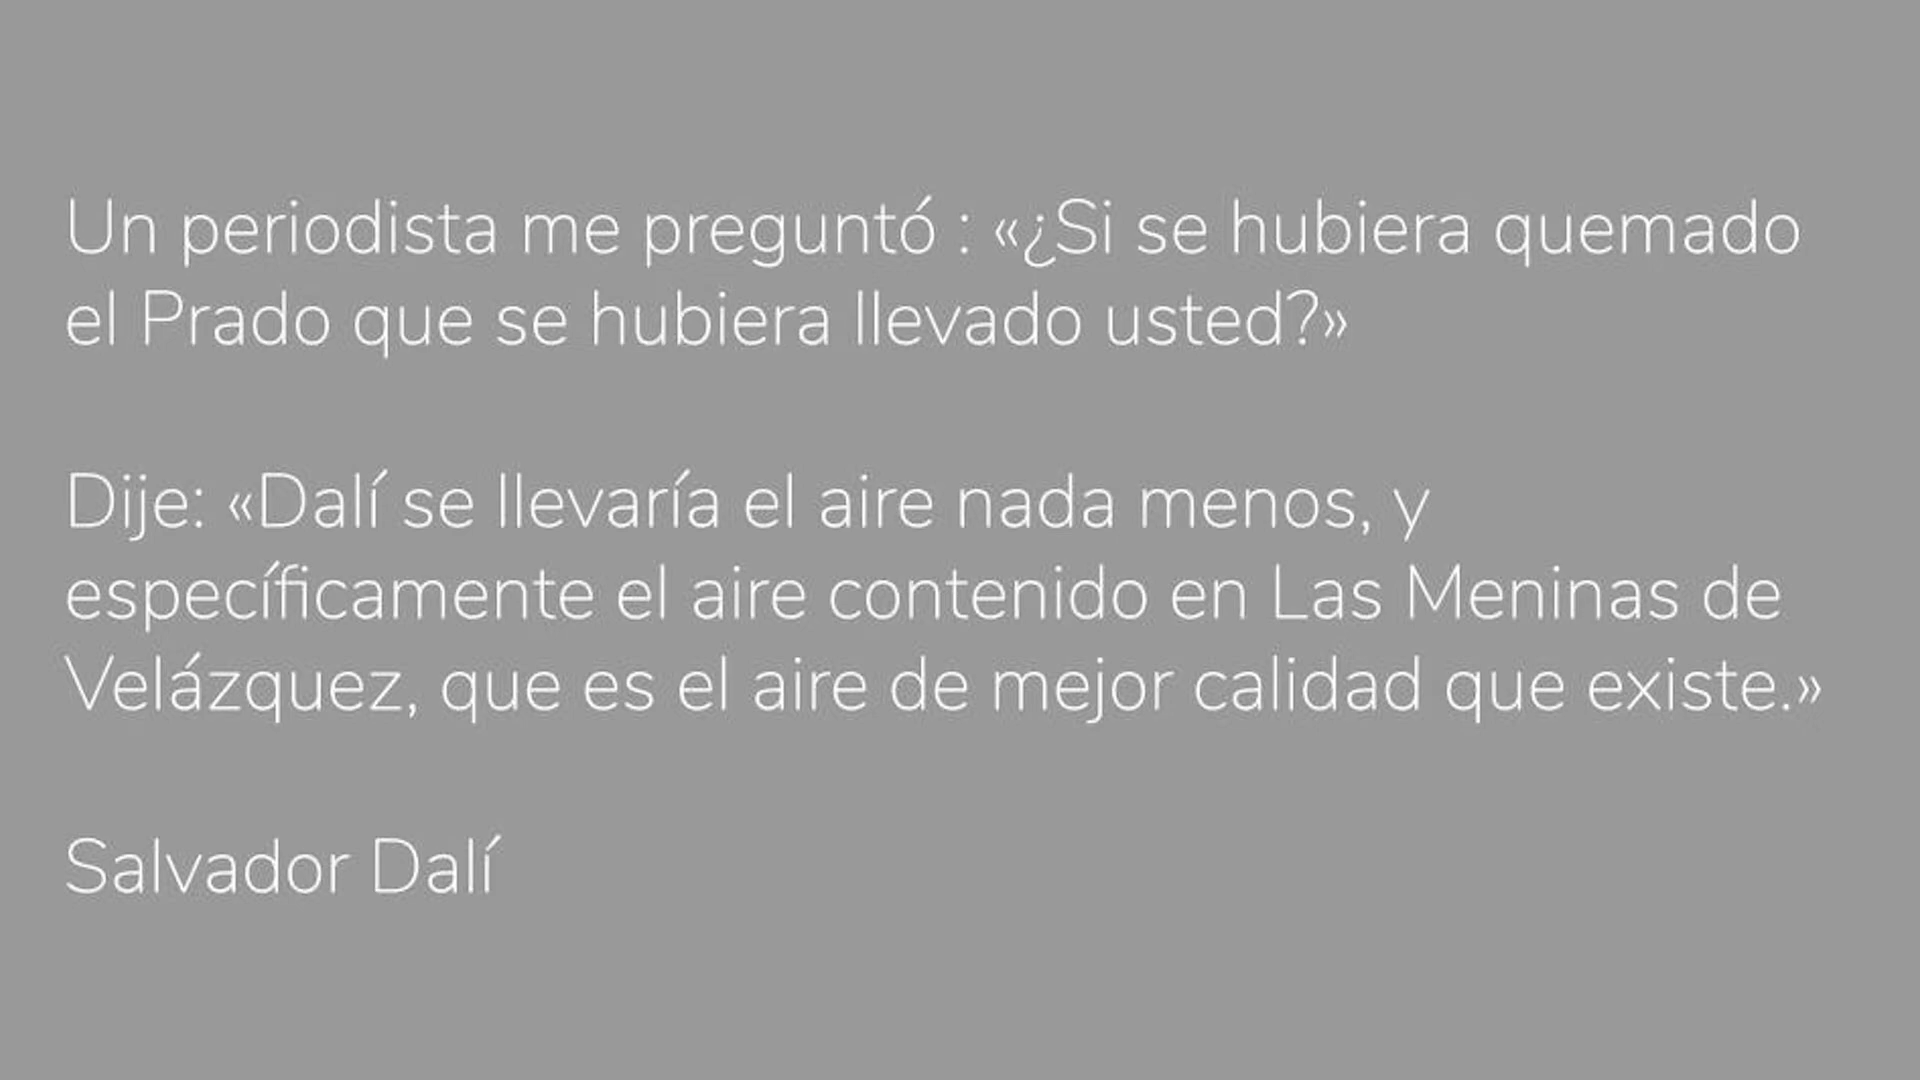 Un periodista me preguntó : «¿Si se hubiera quemado
el Prado que se hubiera llevado usted?»
Dije: «Dalí se llevaría el aire nada menos, y
específicamente el aire contenido en Las Meninas de
Velázquez, que es el aire de mejor calidad que existe.»
Salvador Dalí